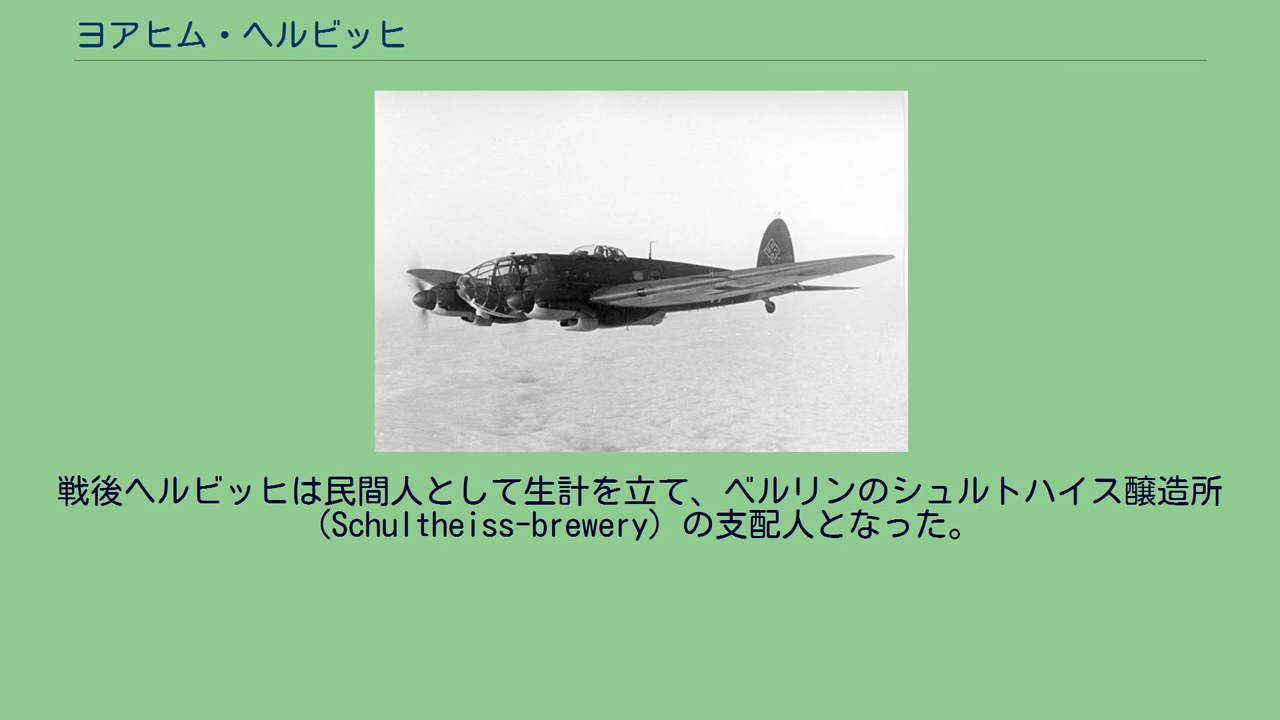 ヨアヒム・ヘルビッヒ
戦後ヘルビッヒは民間人として生計を立て、ベルリンのシュルトハイス醸造所
（Schultheiss-brewery）の支配人となった。